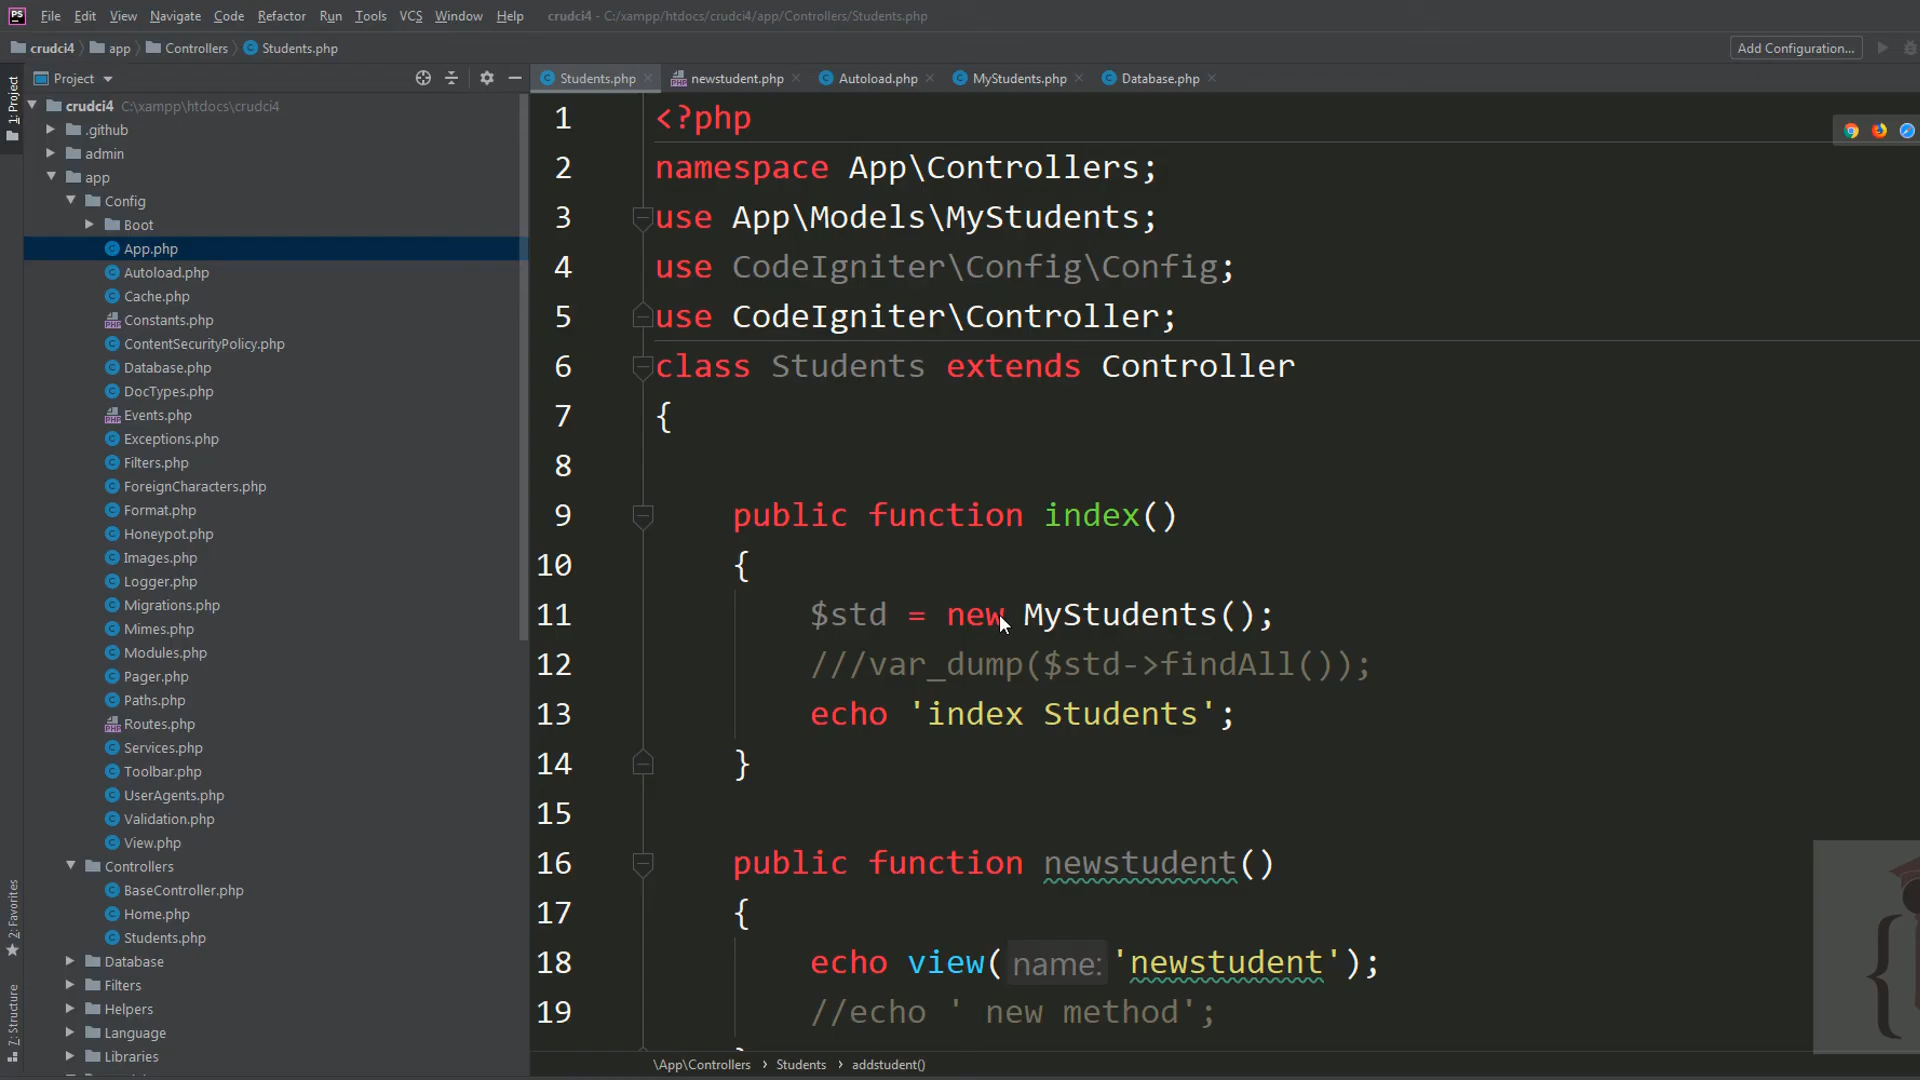 PS File Edit View Navigate Code Refactor Run Tools VCS Window Help crudci4 - C:/xampp/htdocs/crudci4/app/Controllers/Students.php
crudci4 app Controllers Students.php Add Configuration...
1: Project
Project
Students.php newstudent.php Autoload.php MyStudents.php Database.php
crudci4 C:\xampp\htdocs\crudci4
.github
admin
app
Config
Boot
App.php
Autoload.php
Cache.php
Constants.php
ContentSecurityPolicy.php
Database.php
DocTypes.php
Events.php
Exceptions.php
Filters.php
ForeignCharacters.php
Format.php
Honeypot.php
Images.php
Logger.php
Migrations.php
Mimes.php
Modules.php
Pager.php
Paths.php
Routes.php
Services.php
Toolbar.php
UserAgents.php
Validation.php
View.php
Controllers
BaseController.php
Home.php
Students.php
Database
Filters
Helpers
Language
Libraries
2: Favorites
7: Structure
1 <?php
2 namespace App\Controllers;
3 use App\Models\MyStudents;
4 use CodeIgniter\Config\Config;
5 use CodeIgniter\Controller;
6 class Students extends Controller
7 {
8
9 public function index()
10 {
11 $std = new MyStudents();
12 ///var_dump($std->findAll());
13 echo 'index Students';
14 }
15
16 public function newstudent()
17 {
18 echo view( name: 'newstudent');
19 //echo ' new method';
\App\Controllers Students addstudent()